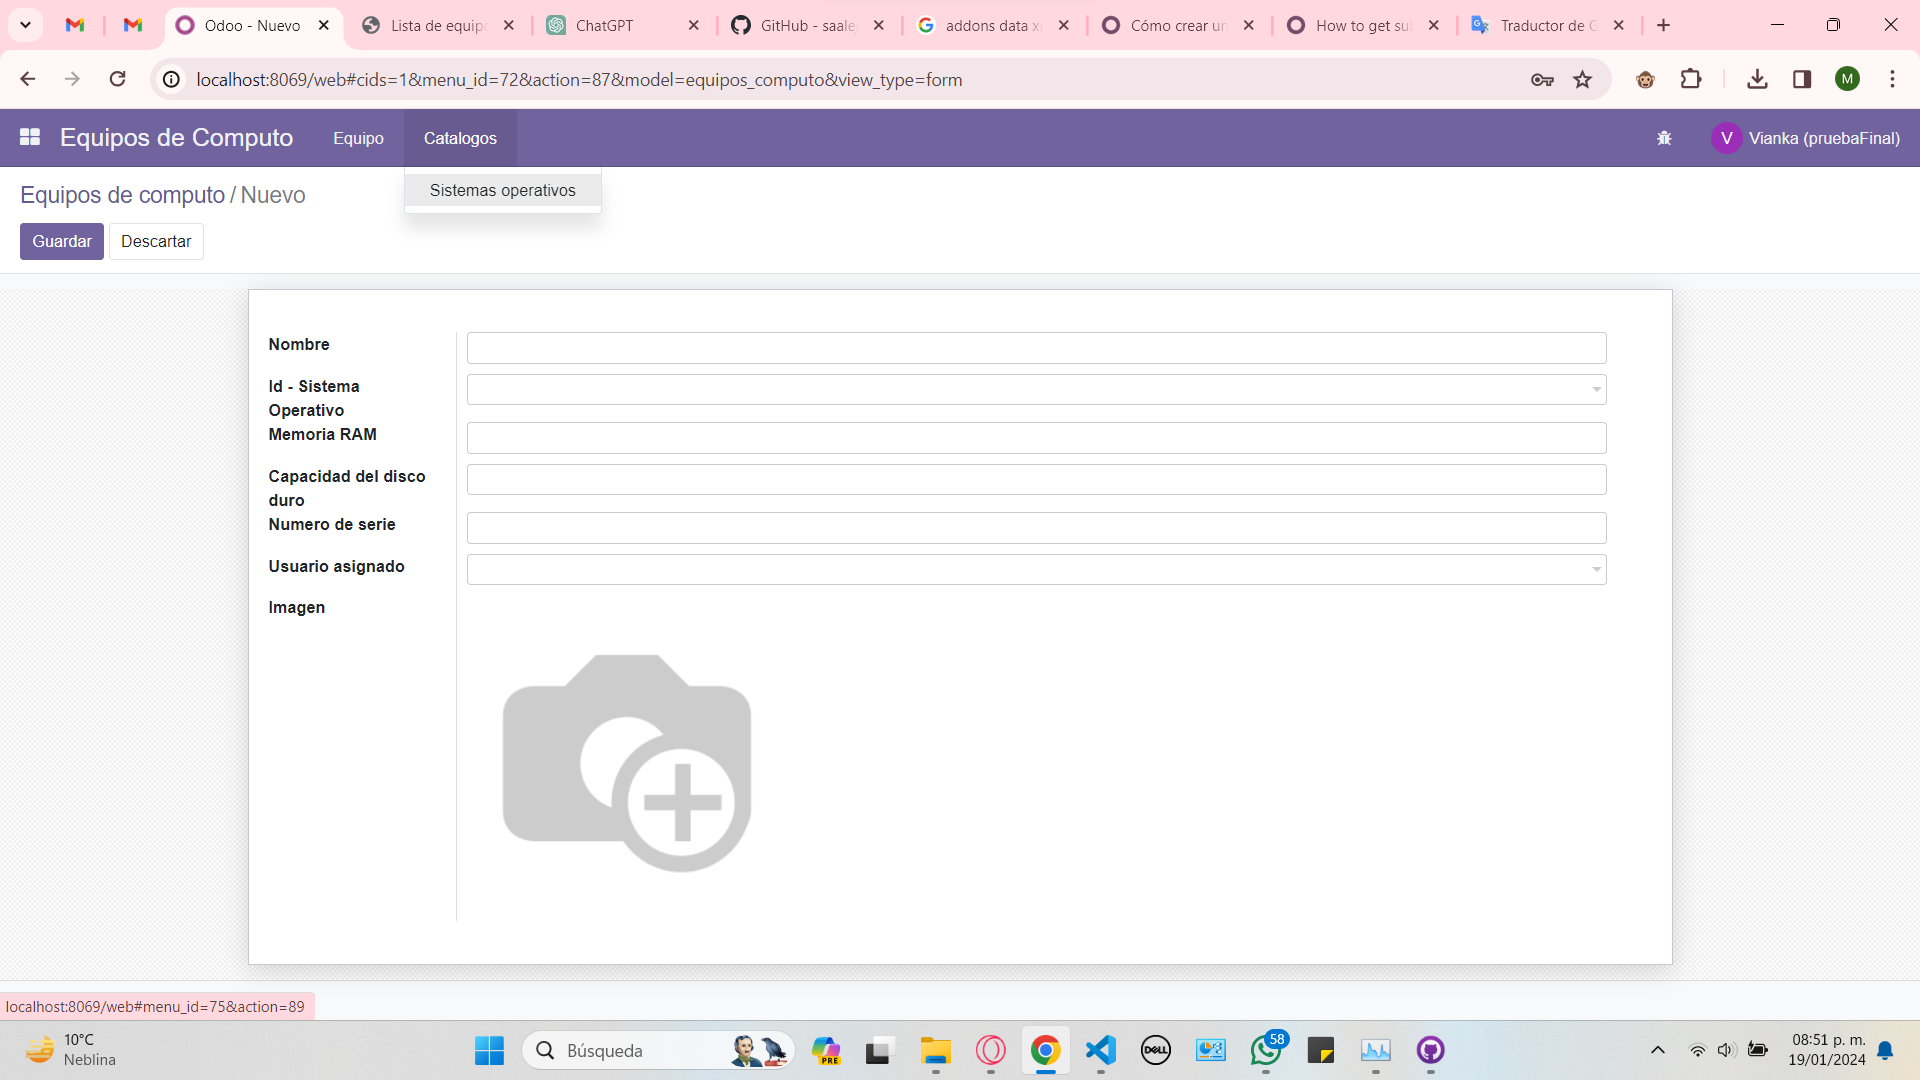 Odoo - Nuevo
Lista de equip
ChatGPT
GitHub - saale
addons data x
Cómo crear un
How to get su
Traductor de G
localhost:8069/web#cids=1&menu_id=72&action=87&model=equipos_computo&view_type=form
M
Equipos de Computo
Equipo
Catalogos
V
Vianka (pruebaFinal)
Sistemas operativos
Equipos de computo / Nuevo
Guardar
Descartar
Nombre
Id - Sistema
Operativo
Memoria RAM
Capacidad del disco
duro
Numero de serie
Usuario asignado
Imagen
localhost:8069/web#menu_id=75&action=89
10°C
Neblina
Búsqueda
PRE
DELL
58
08:51 p. m.
19/01/2024